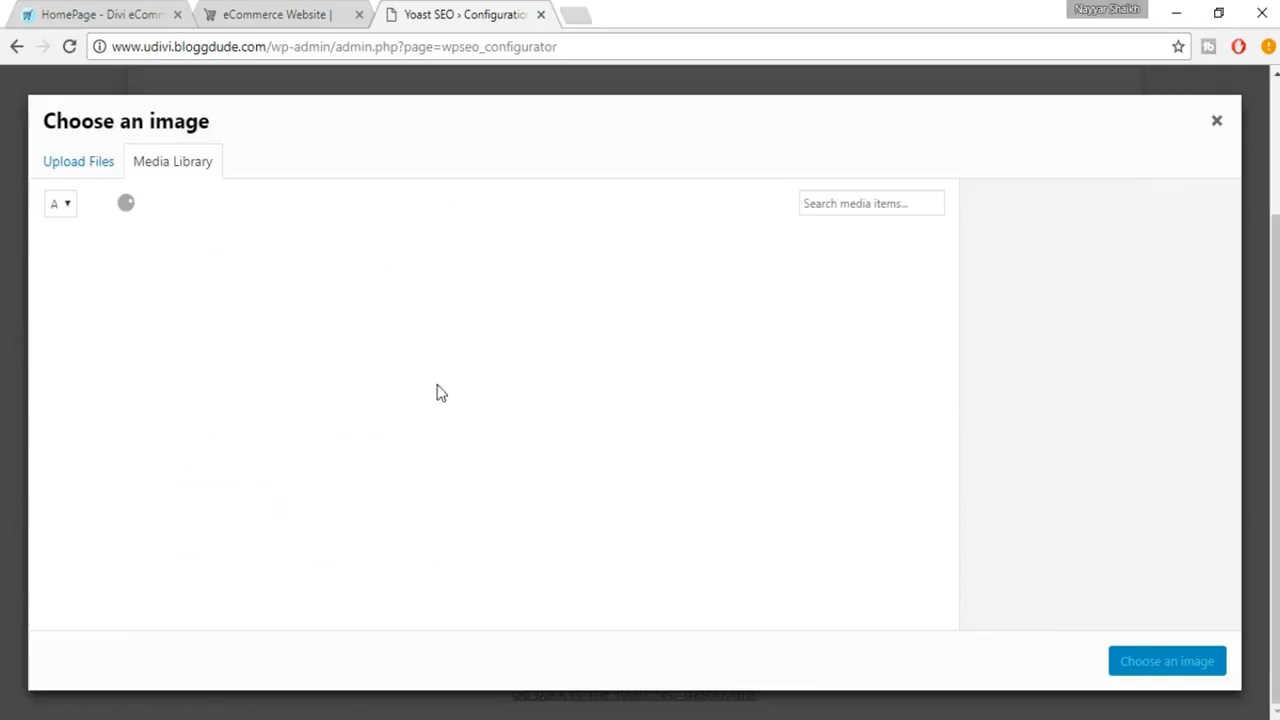 HomePage - Divi eComm
eCommerce Website |
Yoast SEO › Configuration
Nayyar Shaikh
www.udivi.bloggdude.com/wp-admin/admin.php?page=wpseo_configurator
Choose an image
Upload Files
Media Library
A
Search media items...
Choose an image